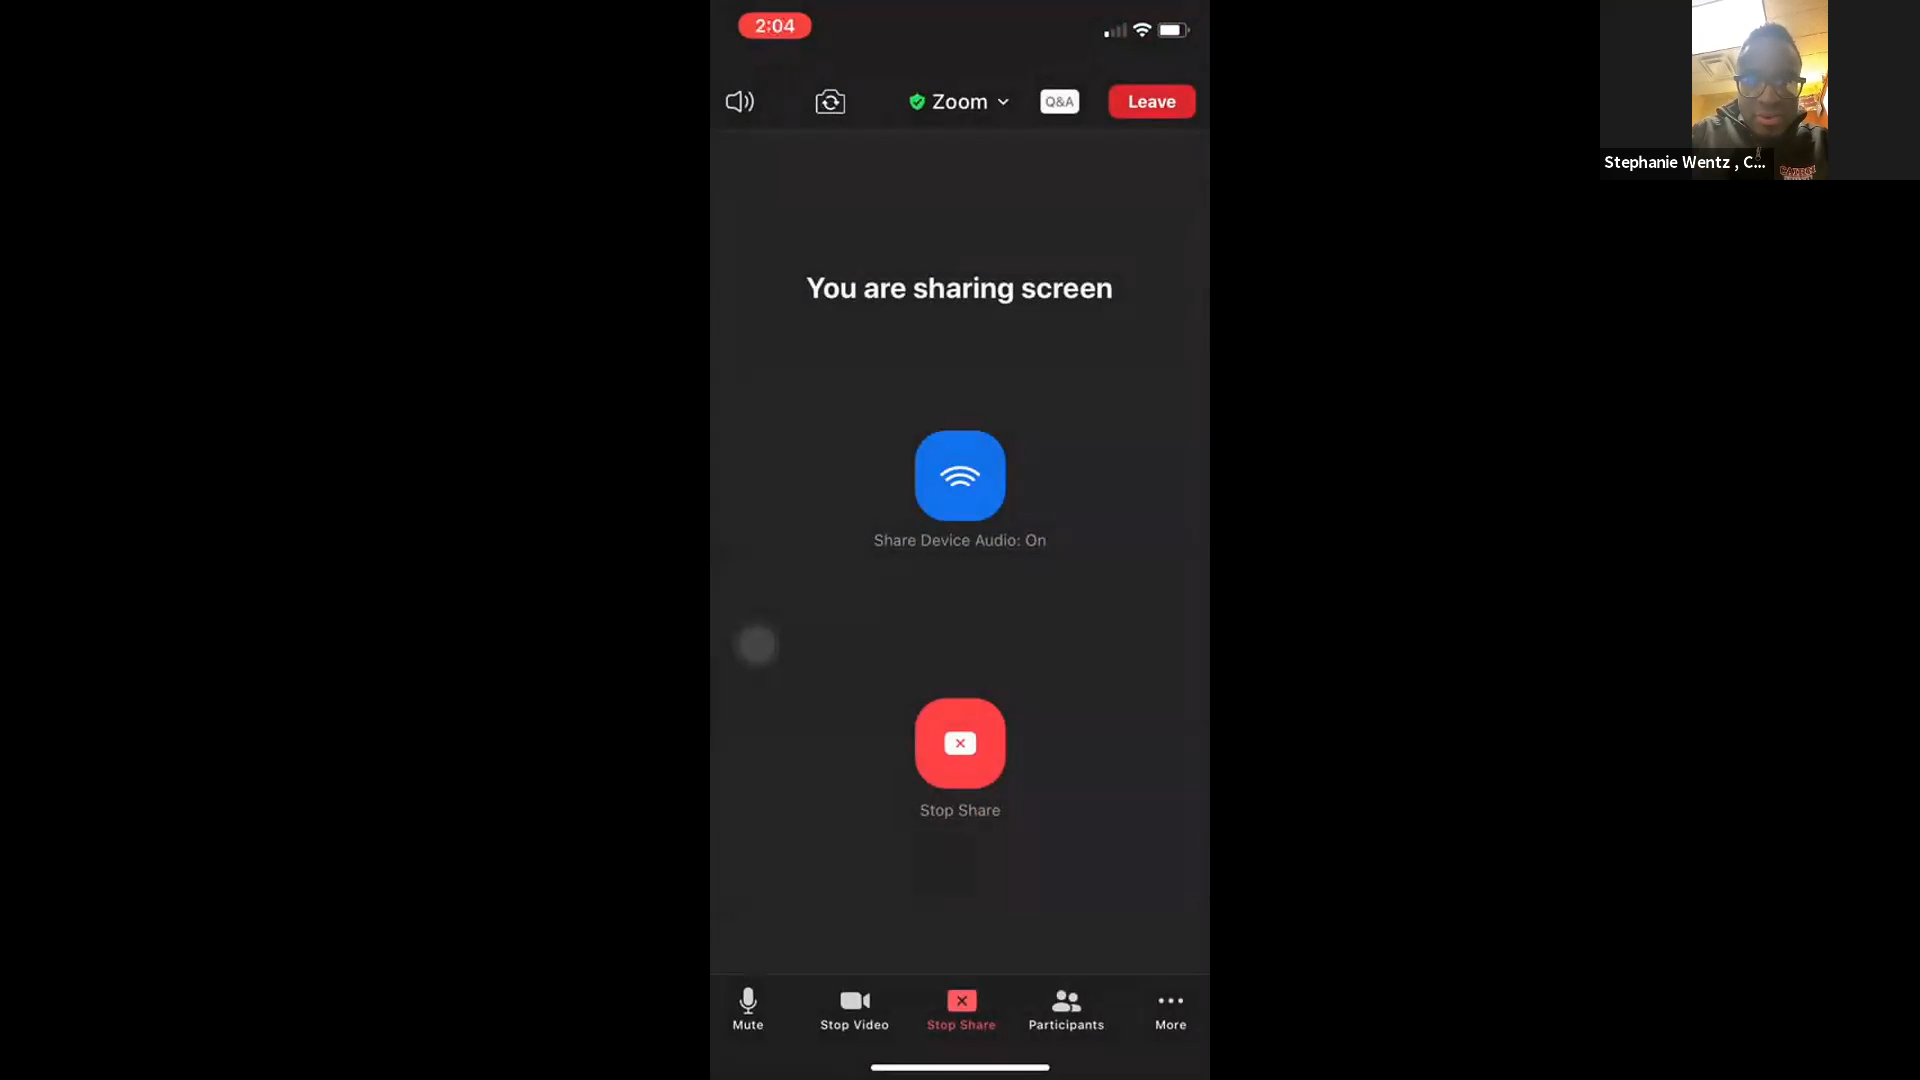 2:04
Zoom
Q&A
Leave
Stephanie Wentz , C...
You are sharing screen
Share Device Audio: On
Stop Share
Mute
Stop Video
Stop Share
Participants
More